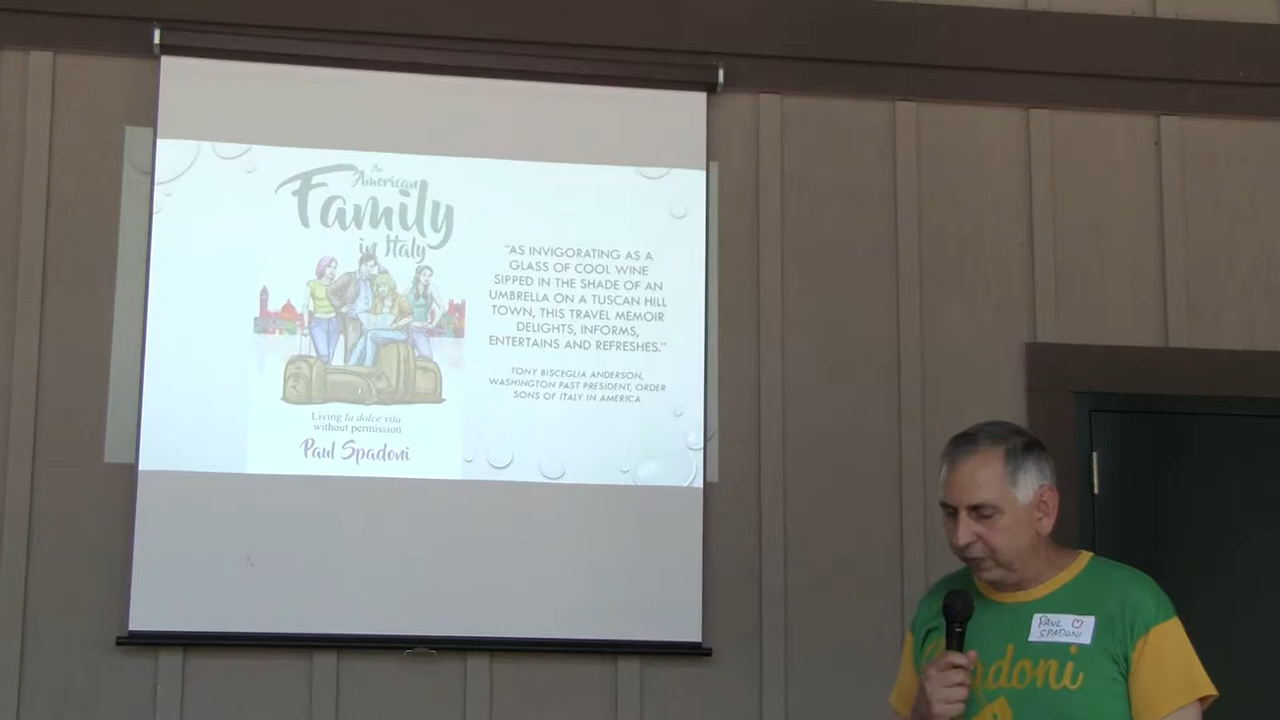 An
American
Family
in Italy
Living la dolce vita
without permission
Paul Spadoni
"AS INVIGORATING AS A
GLASS OF COOL WINE
SIPPED IN THE SHADE OF AN
UMBRELLA ON A TUSCAN HILL
TOWN, THIS TRAVEL MEMOIR
DELIGHTS, INFORMS,
ENTERTAINS AND REFRESHES."
TONY BISCEGLIA ANDERSON,
WASHINGTON PAST PRESIDENT, ORDER
SONS OF ITALY IN AMERICA
PAUL
SPADONI